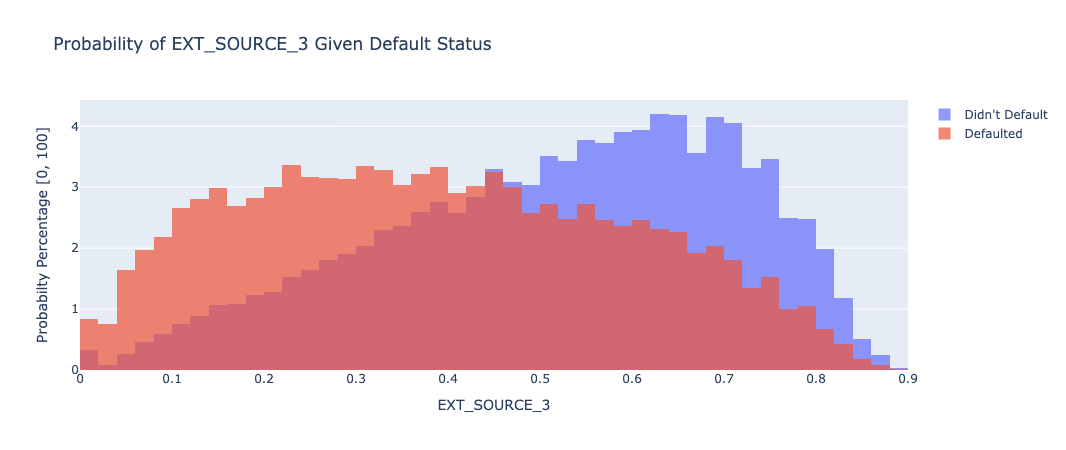 Probability of EXT_SOURCE_3 Given Default Status
Didn't Default
Defaulted
Probabilty Percentage [0, 100]
4
3
2
1
0
0 0.1 0.2 0.3 0.4 0.5 0.6 0.7 0.8 0.9
EXT_SOURCE_3